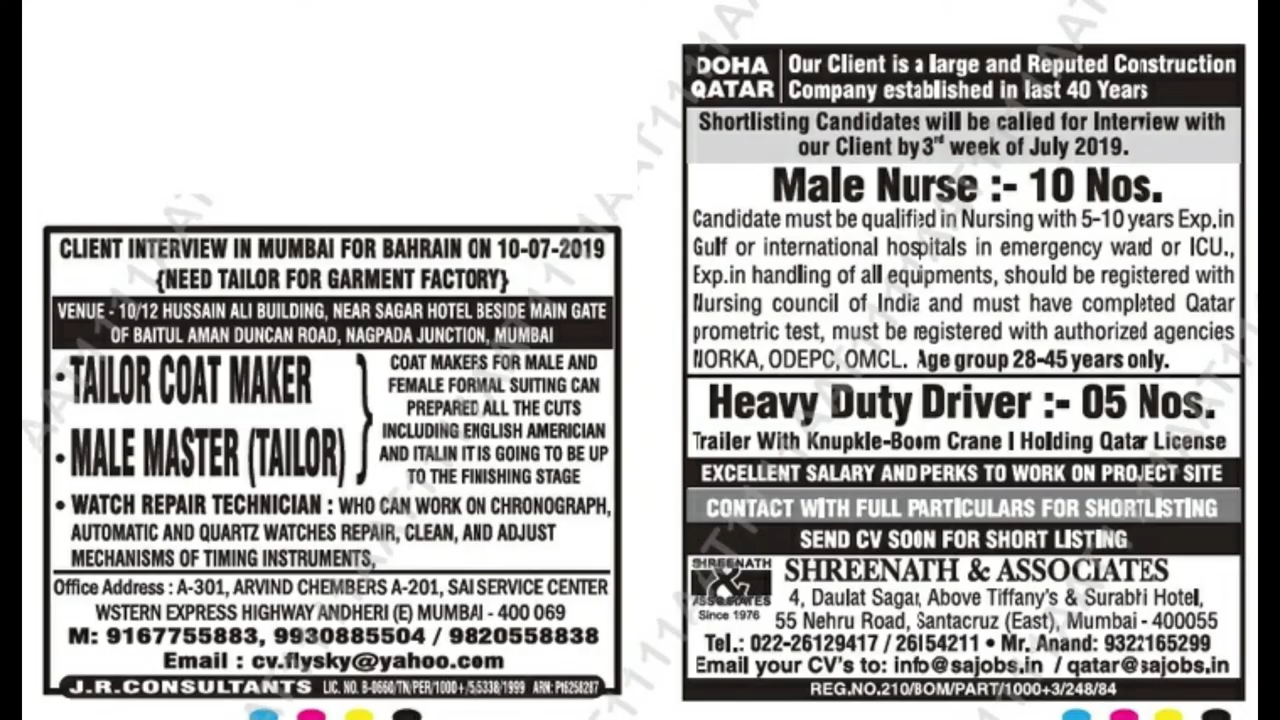 CLIENT INTERVIEW IN MUMBAI FOR BAHRAIN ON 10-07-2019
{NEED TAILOR FOR GARMENT FACTORY}
VENUE - 10/12 HUSSAIN ALI BUILDING, NEAR SAGAR HOTEL BESIDE MAIN GATE
OF BAITUL AMAN DUNCAN ROAD, NAGPADA JUNCTION, MUMBAI
• TAILOR COAT MAKER
• MALE MASTER (TAILOR)
COAT MAKERS FOR MALE AND
FEMALE FORMAL SUITING CAN
PREPARED ALL THE CUTS
INCLUDING ENGLISH AMERICIAN
AND ITALIN IT IS GOING TO BE UP
TO THE FINISHING STAGE
• WATCH REPAIR TECHNICIAN : WHO CAN WORK ON CHRONOGRAPH,
AUTOMATIC AND QUARTZ WATCHES REPAIR, CLEAN, AND ADJUST
MECHANISMS OF TIMING INSTRUMENTS,
Office Address : A-301, ARVIND CHEMBERS A-201, SAI SERVICE CENTER
WSTERN EXPRESS HIGHWAY ANDHERI (E) MUMBAI - 400 069
M: 9167755883, 9930885504 / 9820558838
Email : cv.flysky@yahoo.com
J.R.CONSULTANTS LIC. NO. B-0660/TN/PER/1000+/5/5338/1999 ARN: P16258287
DOHA QATAR
Our Client is a large and Reputed Construction
Company established in last 40 Years
Shortlisting Candidates will be called for Interview with
our Client by 3rd week of July 2019.
Male Nurse :- 10 Nos.
Candidate must be qualified in Nursing with 5-10 years Exp.in
Gulf or international hospitals in emergency ward or ICU.,
Exp.in handling of all equipments, should be registered with
Nursing council of India and must have completed Qatar
prometric test, must be registered with authorized agencies
NORKA, ODEPC, OMCL. Age group 28-45 years only.
Heavy Duty Driver :- 05 Nos.
Trailer With Knupkle-Boom Crane I Holding Qatar License
EXCELLENT SALARY AND PERKS TO WORK ON PROJECT SITE
CONTACT WITH FULL PARTICULARS FOR SHORTLISTING
SEND CV SOON FOR SHORT LISTING
SHREENATH & ASSOCIATES
Since 1976
SHREENATH & ASSOCIATES
4, Daulat Sagar, Above Tiffany's & Surabhi Hotel,
55 Nehru Road, Santacruz (East), Mumbai - 400055
Tel.: 022-26129417 / 26154211 • Mr. Anand: 9322165299
Email your CV's to: info@sajobs.in / qatar@sajobs.in
REG.NO.210/BOM/PART/1000+3/248/84